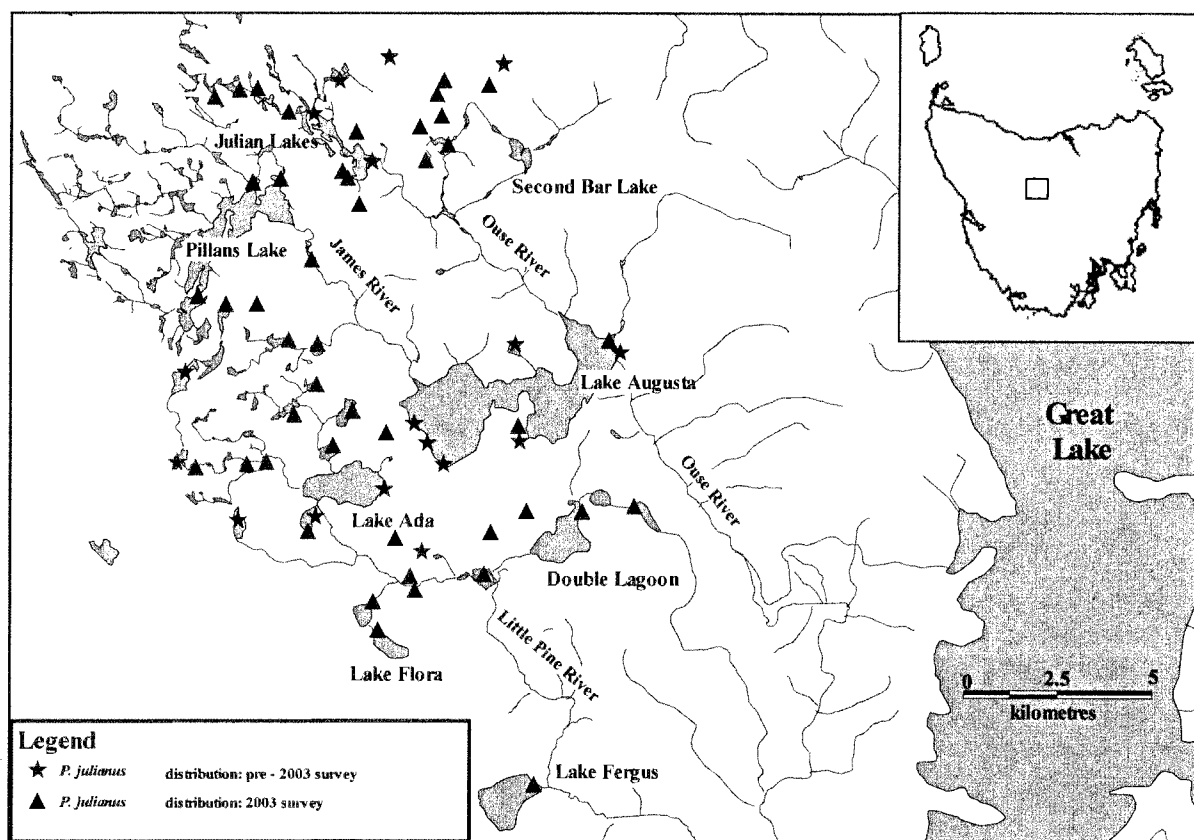 Julian Lakes
Second Bar Lake
Pillans Lake
James River
Ouse River
Lake Augusta
Great
Lake
Ouse River
Lake Ada
Double Lagoon
Little Pine River
Lake Flora
0 2.5 5
kilometres
Legend
P. julianus distribution: pre - 2003 survey
P. julianus distribution: 2003 survey
Lake Fergus